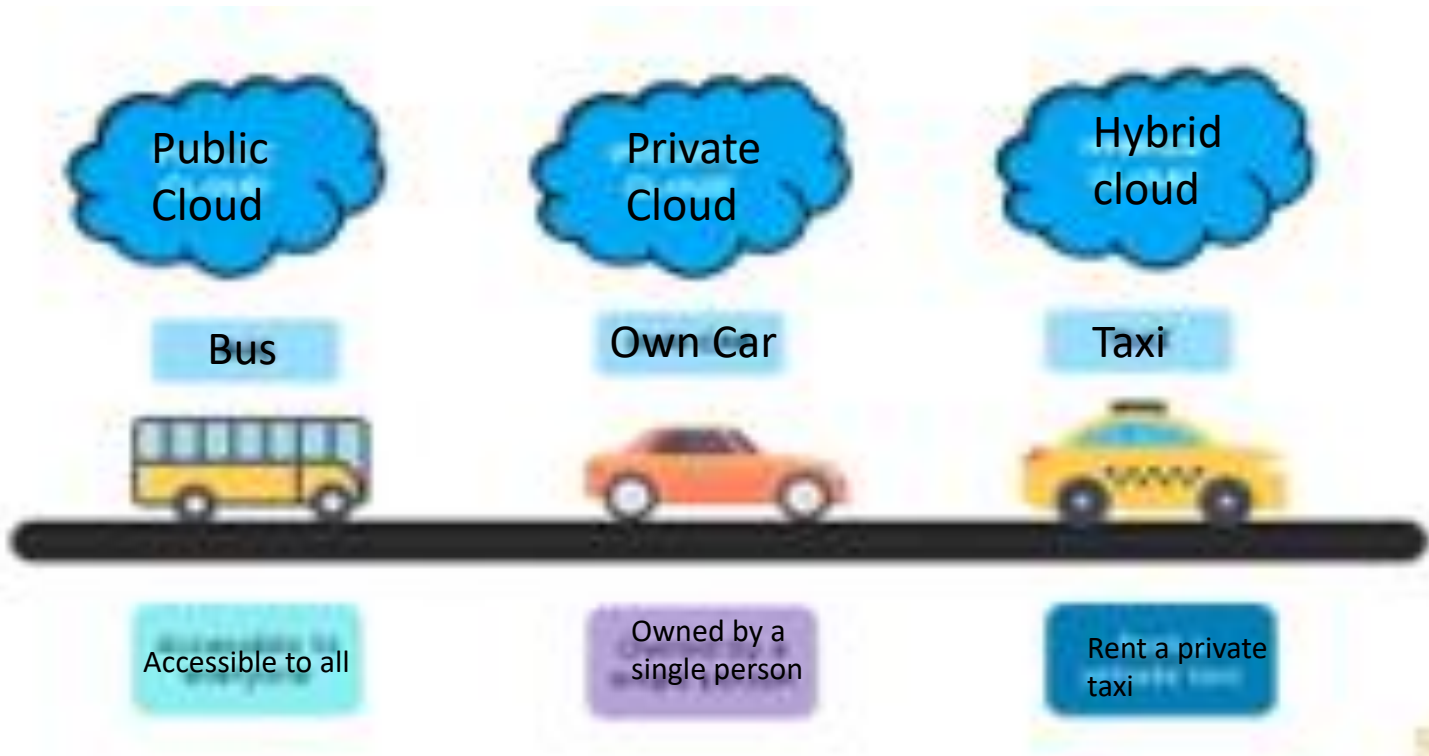 Public
Cloud
Private
Cloud
Hybrid
cloud
Bus
Own Car
Taxi
Accessible to all
Owned by a
single person
Rent a private
taxi